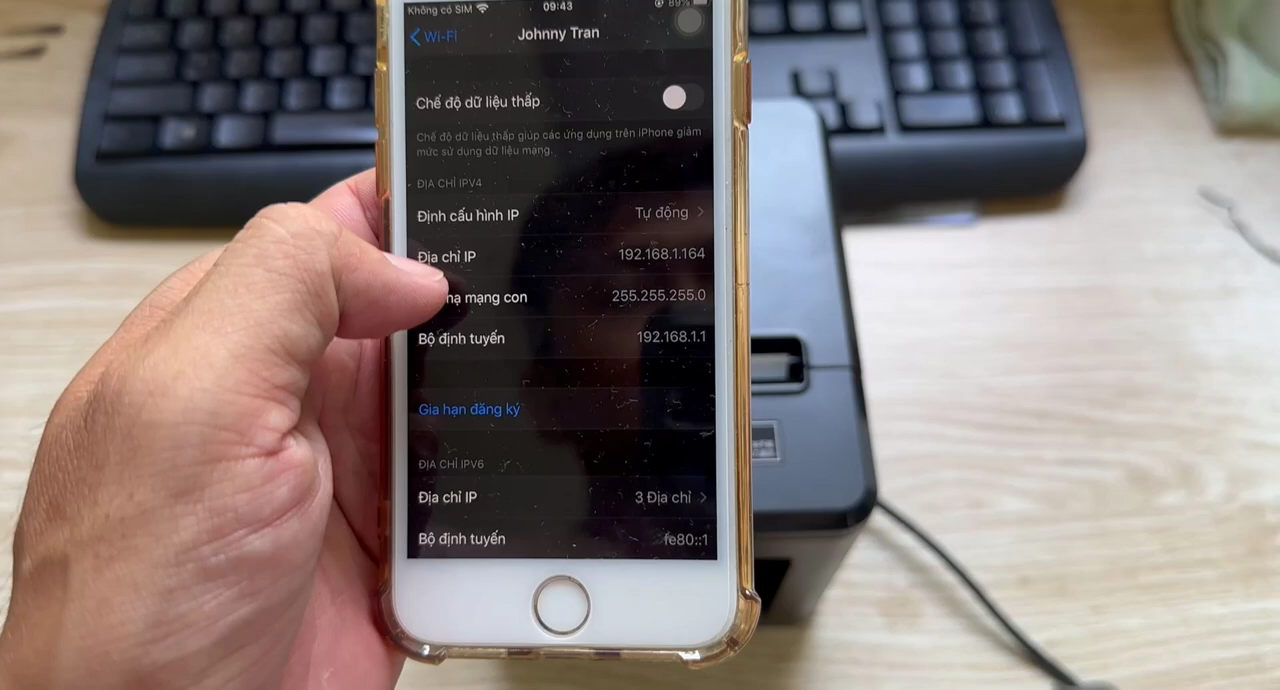 Không có SIM
09:43
89%
Wi-Fi
Johnny Tran
Chế độ dữ liệu thấp
Chế độ dữ liệu thấp giúp các ứng dụng trên iPhone giảm
mức sử dụng dữ liệu mạng.
ĐỊA CHỈ IPV4
Định cấu hình IP Tự động
Địa chỉ IP 192.168.1.164
mạng con 255.255.255.0
Bộ định tuyến 192.168.1.1
Gia hạn đăng ký
ĐỊA CHỈ IPV6
Địa chỉ IP 3 Địa chỉ
Bộ định tuyến fe80::1